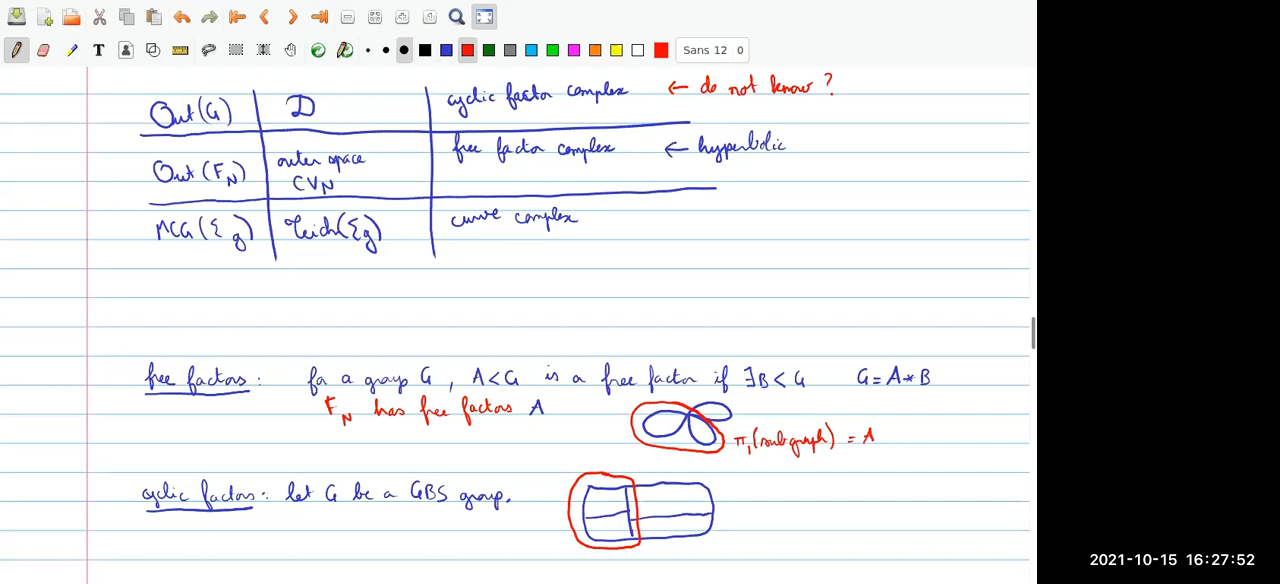 Sans 12 0
cyclic factor complex ← do not know ?
Out(G) D
free factor complex ← hyperbolic
outer space
Out(F_N) CV_N
curve complex
MCG(Σ_g) Teich(Σ_g)
free factors : for a group G, A<G is a free factor if ∃B<G G=A*B
F_N has free factors A
π_1(subgraph) = A
cyclic factors : let G be a GBS group.
2021-10-15 16:27:52